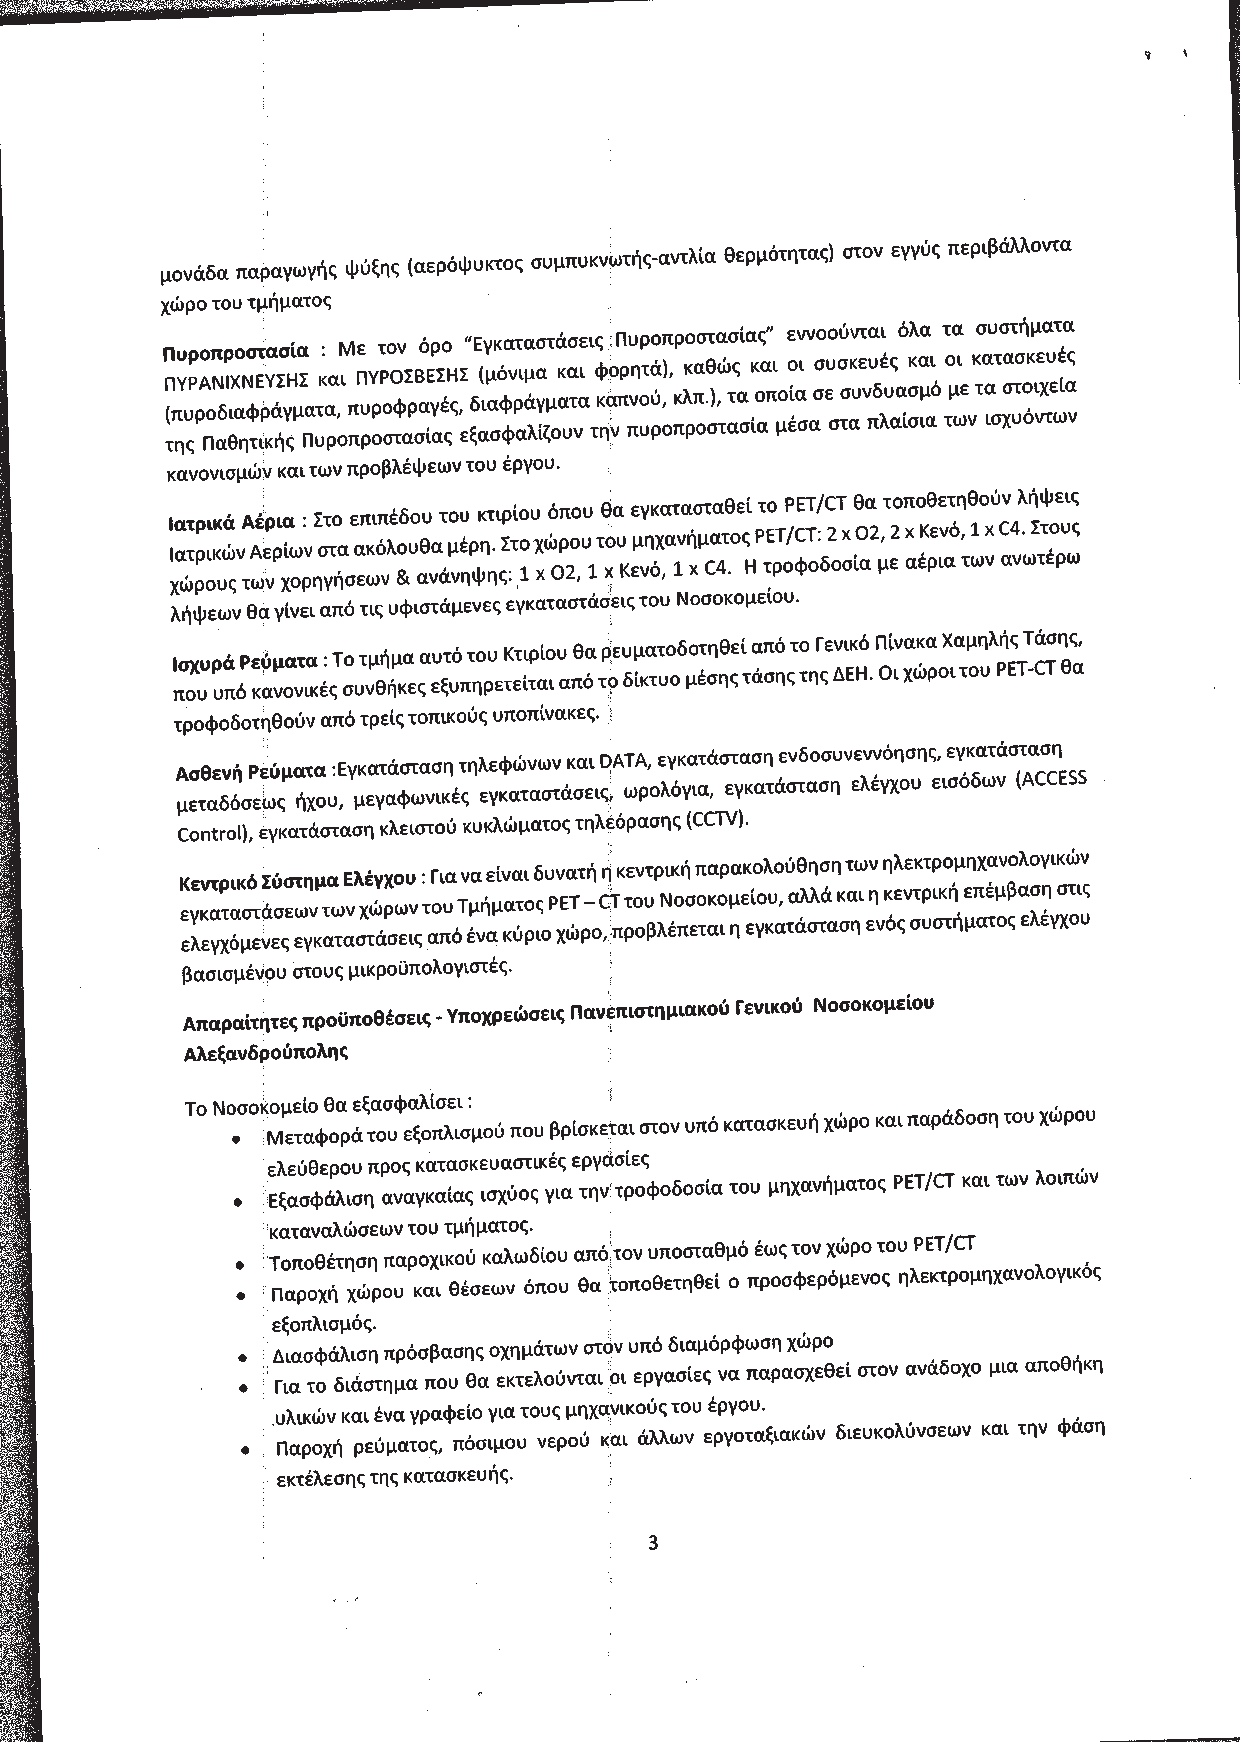 μονάδα παραγωγής ψύξης (αερόψυκτος συμπυκνωτής-αντλία θερμότητας) στον εγγύς περιβάλλοντα
χώρο του τμήματος
Πυροπροστασία : Με τον όρο "Εγκαταστάσεις Πυροπροστασίας" εννοούνται όλα τα συστήματα
ΠΥΡΑΝΙΧΝΕΥΣΗΣ και ΠΥΡΟΣΒΕΣΗΣ (μόνιμα και φορητά), καθώς και οι συσκευές και οι κατασκευές
(πυροδιαφράγματα, πυροφραγές, διαφράγματα καπνού, κλπ.), τα οποία σε συνδυασμό με τα στοιχεία
της Παθητικής Πυροπροστασίας εξασφαλίζουν την πυροπροστασία μέσα στα πλαίσια των ισχυόντων
κανονισμών και των προβλέψεων του έργου.
Ιατρικά Αέρια : Στο επιπέδου του κτιρίου όπου θα εγκατασταθεί το PET/CT θα τοποθετηθούν λήψεις
Ιατρικών Αερίων στα ακόλουθα μέρη. Στο χώρου του μηχανήματος PET/CT: 2 x O2, 2 x Κενό, 1 x C4. Στους
χώρους των χορηγήσεων & ανάνηψης: 1 x O2, 1 x Κενό, 1 x C4. Η τροφοδοσία με αέρια των ανωτέρω
λήψεων θα γίνει από τις υφιστάμενες εγκαταστάσεις του Νοσοκομείου.
Ισχυρά Ρεύματα : Το τμήμα αυτό του Κτιρίου θα ρευματοδοτηθεί από το Γενικό Πίνακα Χαμηλής Τάσης,
που υπό κανονικές συνθήκες εξυπηρετείται από το δίκτυο μέσης τάσης της ΔΕΗ. Οι χώροι του PET-CT θα
τροφοδοτηθούν από τρείς τοπικούς υποπίνακες.
Ασθενή Ρεύματα :Εγκατάσταση τηλεφώνων και DATA, εγκατάσταση ενδοσυνεννόησης, εγκατάσταση
μεταδόσεως ήχου, μεγαφωνικές εγκαταστάσεις, ωρολόγια, εγκατάσταση ελέγχου εισόδων (ACCESS
Control), εγκατάσταση κλειστού κυκλώματος τηλεόρασης (CCTV).
Κεντρικό Σύστημα Ελέγχου : Για να είναι δυνατή η κεντρική παρακολούθηση των ηλεκτρομηχανολογικών
εγκαταστάσεων των χώρων του Τμήματος PET – CT του Νοσοκομείου, αλλά και η κεντρική επέμβαση στις
ελεγχόμενες εγκαταστάσεις από ένα κύριο χώρο, προβλέπεται η εγκατάσταση ενός συστήματος ελέγχου
βασισμένου στους μικροϋπολογιστές.
Απαραίτητες προϋποθέσεις - Υποχρεώσεις Πανεπιστημιακού Γενικού Νοσοκομείου
Αλεξανδρούπολης
Το Νοσοκομείο θα εξασφαλίσει :
• Μεταφορά του εξοπλισμού που βρίσκεται στον υπό κατασκευή χώρο και παράδοση του χώρου
ελεύθερου προς κατασκευαστικές εργασίες
• Εξασφάλιση αναγκαίας ισχύος για την τροφοδοσία του μηχανήματος PET/CT και των λοιπών
καταναλώσεων του τμήματος.
• Τοποθέτηση παροχικού καλωδίου από τον υποσταθμό έως τον χώρο του PET/CT
• Παροχή χώρου και θέσεων όπου θα τοποθετηθεί ο προσφερόμενος ηλεκτρομηχανολογικός
εξοπλισμός.
• Διασφάλιση πρόσβασης οχημάτων στον υπό διαμόρφωση χώρο
• Για το διάστημα που θα εκτελούνται οι εργασίες να παρασχεθεί στον ανάδοχο μια αποθήκη
υλικών και ένα γραφείο για τους μηχανικούς του έργου.
• Παροχή ρεύματος, πόσιμου νερού και άλλων εργοταξιακών διευκολύνσεων και την φάση
εκτέλεσης της κατασκευής.
3